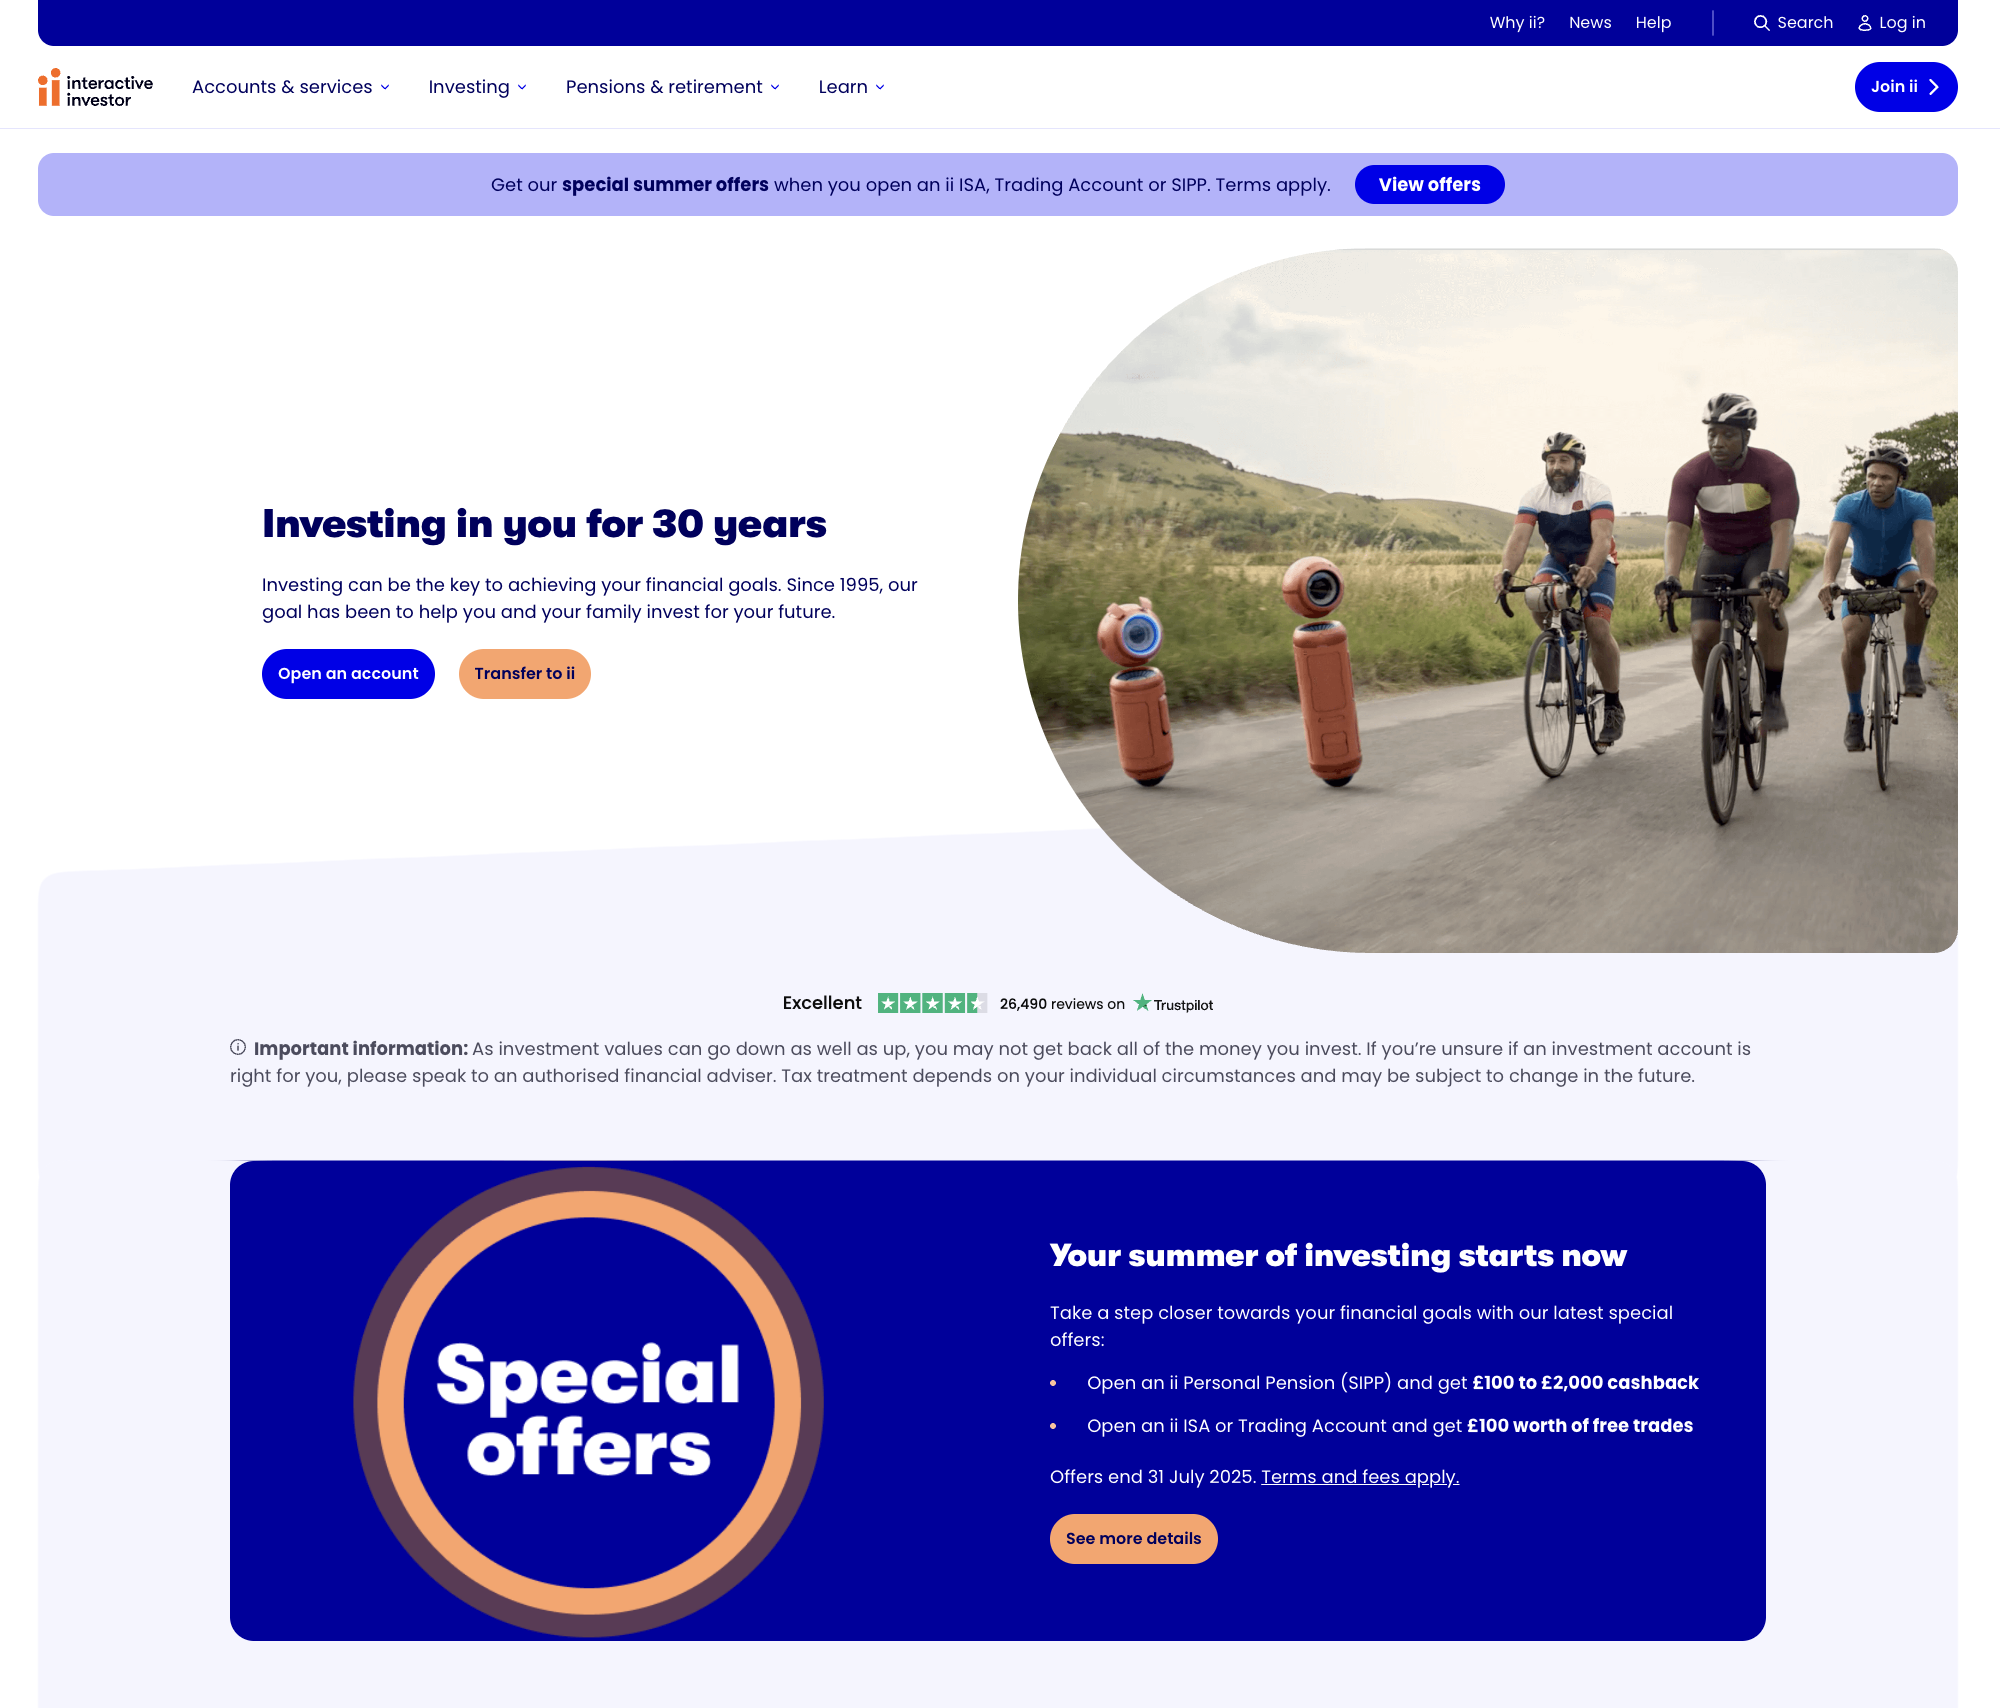 Why ii? News Help Search Log in
interactive
investor
Accounts & services Investing Pensions & retirement Learn Join ii
Get our special summer offers when you open an ii ISA, Trading Account or SIPP. Terms apply. View offers
Investing in you for 30 years
Investing can be the key to achieving your financial goals. Since 1995, our
goal has been to help you and your family invest for your future.
Open an account Transfer to ii
Excellent 26,490 reviews on Trustpilot
Important information: As investment values can go down as well as up, you may not get back all of the money you invest. If you’re unsure if an investment account is
right for you, please speak to an authorised financial adviser. Tax treatment depends on your individual circumstances and may be subject to change in the future.
Special
offers
Your summer of investing starts now
Take a step closer towards your financial goals with our latest special
offers:
• Open an ii Personal Pension (SIPP) and get £100 to £2,000 cashback
• Open an ii ISA or Trading Account and get £100 worth of free trades
Offers end 31 July 2025. Terms and fees apply.
See more details